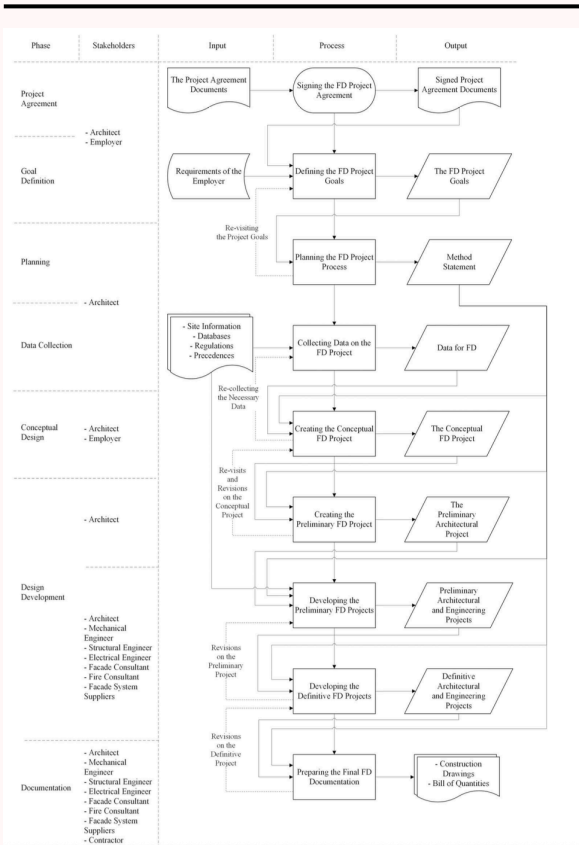 Phase
Stakeholders
Input
Process
Output
Project
Agreement
The Project Agreement
Documents
Signing the FD Project
Agreement
Signed Project
Agreement Documents
- Architect
- Employer
Goal
Definition
Requirements of the
Employer
Defining the FD Project
Goals
The FD Project
Goals
Re-visiting
the Project Goals
Planning
Planning the FD Project
Process
Method
Statement
- Architect
Data Collection
- Site Information
- Databases
- Regulations
- Precedences
Collecting Data on the
FD Project
Data for FD
Re-collecting
the Necessary
Data
Conceptual
Design
- Architect
- Employer
Creating the Conceptual
FD Project
The Conceptual
FD Project
Re-visits
and
Revisions
on the
Conceptual
Project
- Architect
Creating the
Preliminary FD Project
The
Preliminary
Architectural
Project
Design
Development
Developing the
Preliminary FD Projects
Preliminary
Architectural
and Engineering
Projects
- Architect
- Mechanical
Engineer
- Structural Engineer
- Electrical Engineer
- Facade Consultant
- Fire Consultant
- Facade System
Suppliers
Revisions
on the
Preliminary
Project
Developing the
Definitive FD Projects
Definitive
Architectural
and Engineering
Projects
Revisions
on the
Definitive
Project
Documentation
- Architect
- Mechanical
Engineer
- Structural Engineer
- Electrical Engineer
- Facade Consultant
- Fire Consultant
- Facade System
Suppliers
- Contractor
Preparing the Final FD
Documentation
- Construction
Drawings
- Bill of Quantities